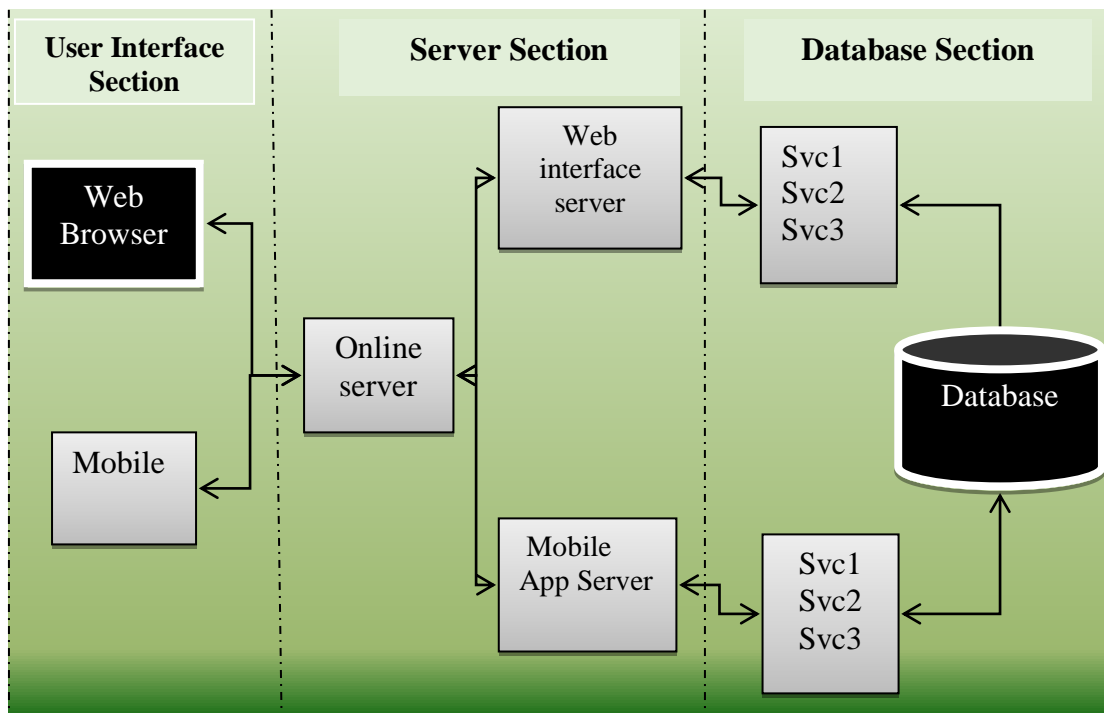 User Interface
Section
Server Section
Database Section
Web
Browser
Mobile
Online
server
Web
interface
server
Mobile
App Server
Svc1
Svc2
Svc3
Database
Svc1
Svc2
Svc3